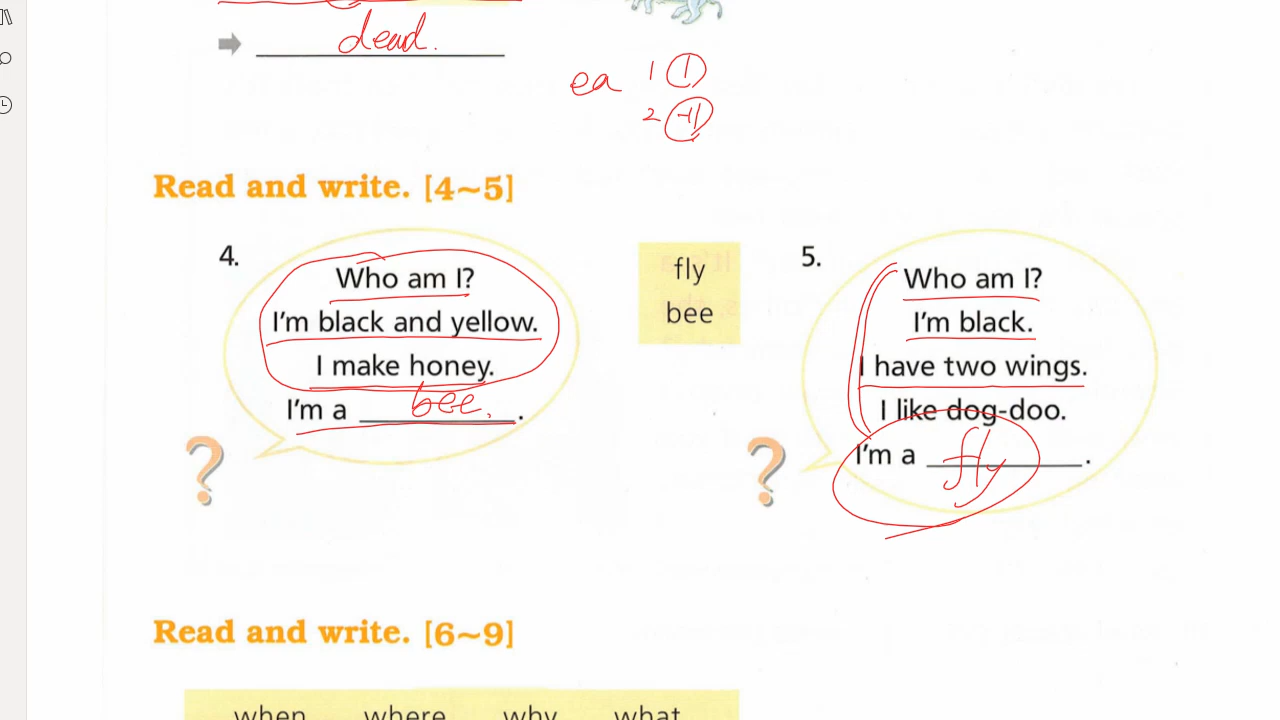 dead.
ea 1 1
2 -11
Read and write. [4~5]
4.
Who am I?
I'm black and yellow.
I make honey.
I'm a bee.
?
fly
bee
5.
Who am I?
I'm black.
I have two wings.
I like dog-doo.
I'm a fly.
?
Read and write. [6~9]
when where why what